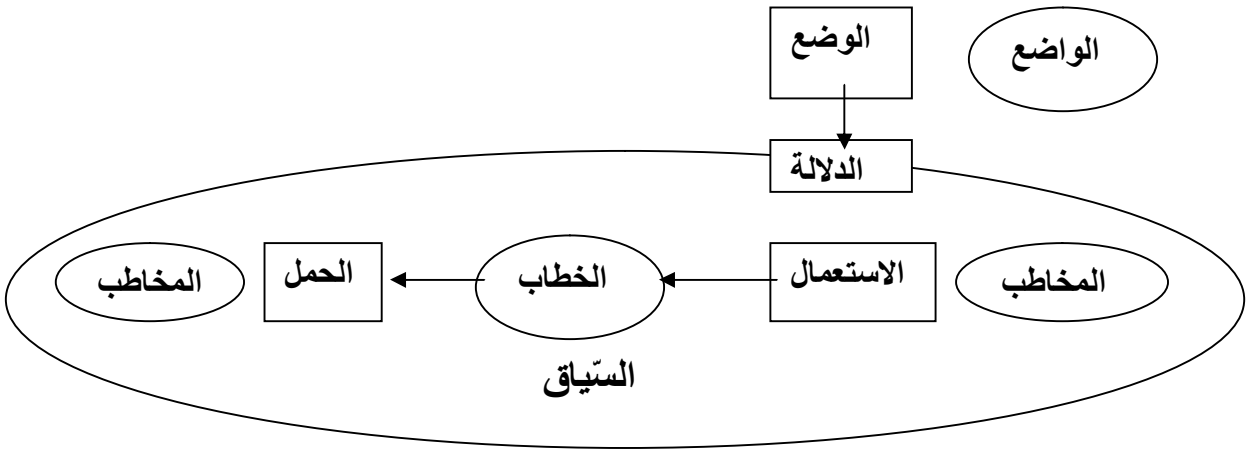 الواضع
الوضع
الدلالة
المخاطب
الاستعمال
الخطاب
الحمل
المخاطب
السّياق